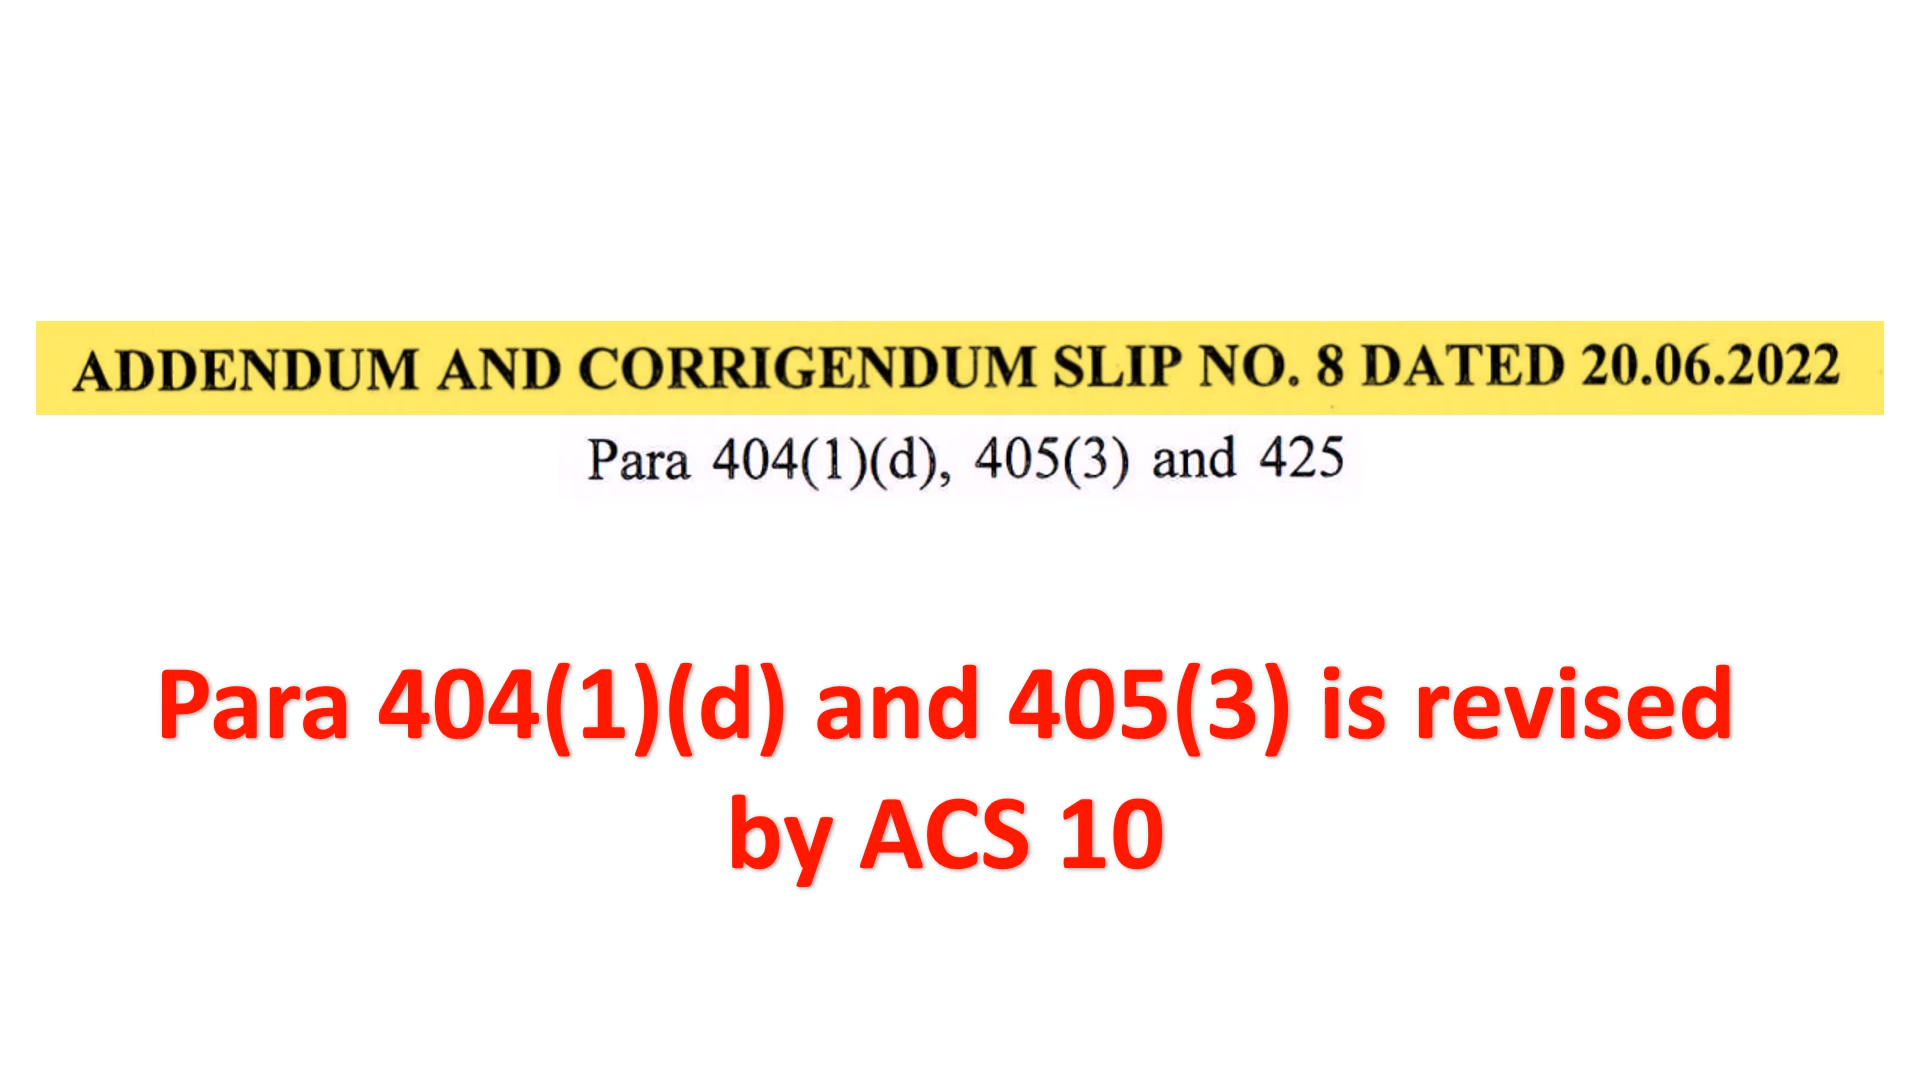 ADDENDUM AND CORRIGENDUM SLIP NO. 8 DATED 20.06.2022
Para 404(1)(d), 405(3) and 425
Para 404(1)(d) and 405(3) is revised
by ACS 10